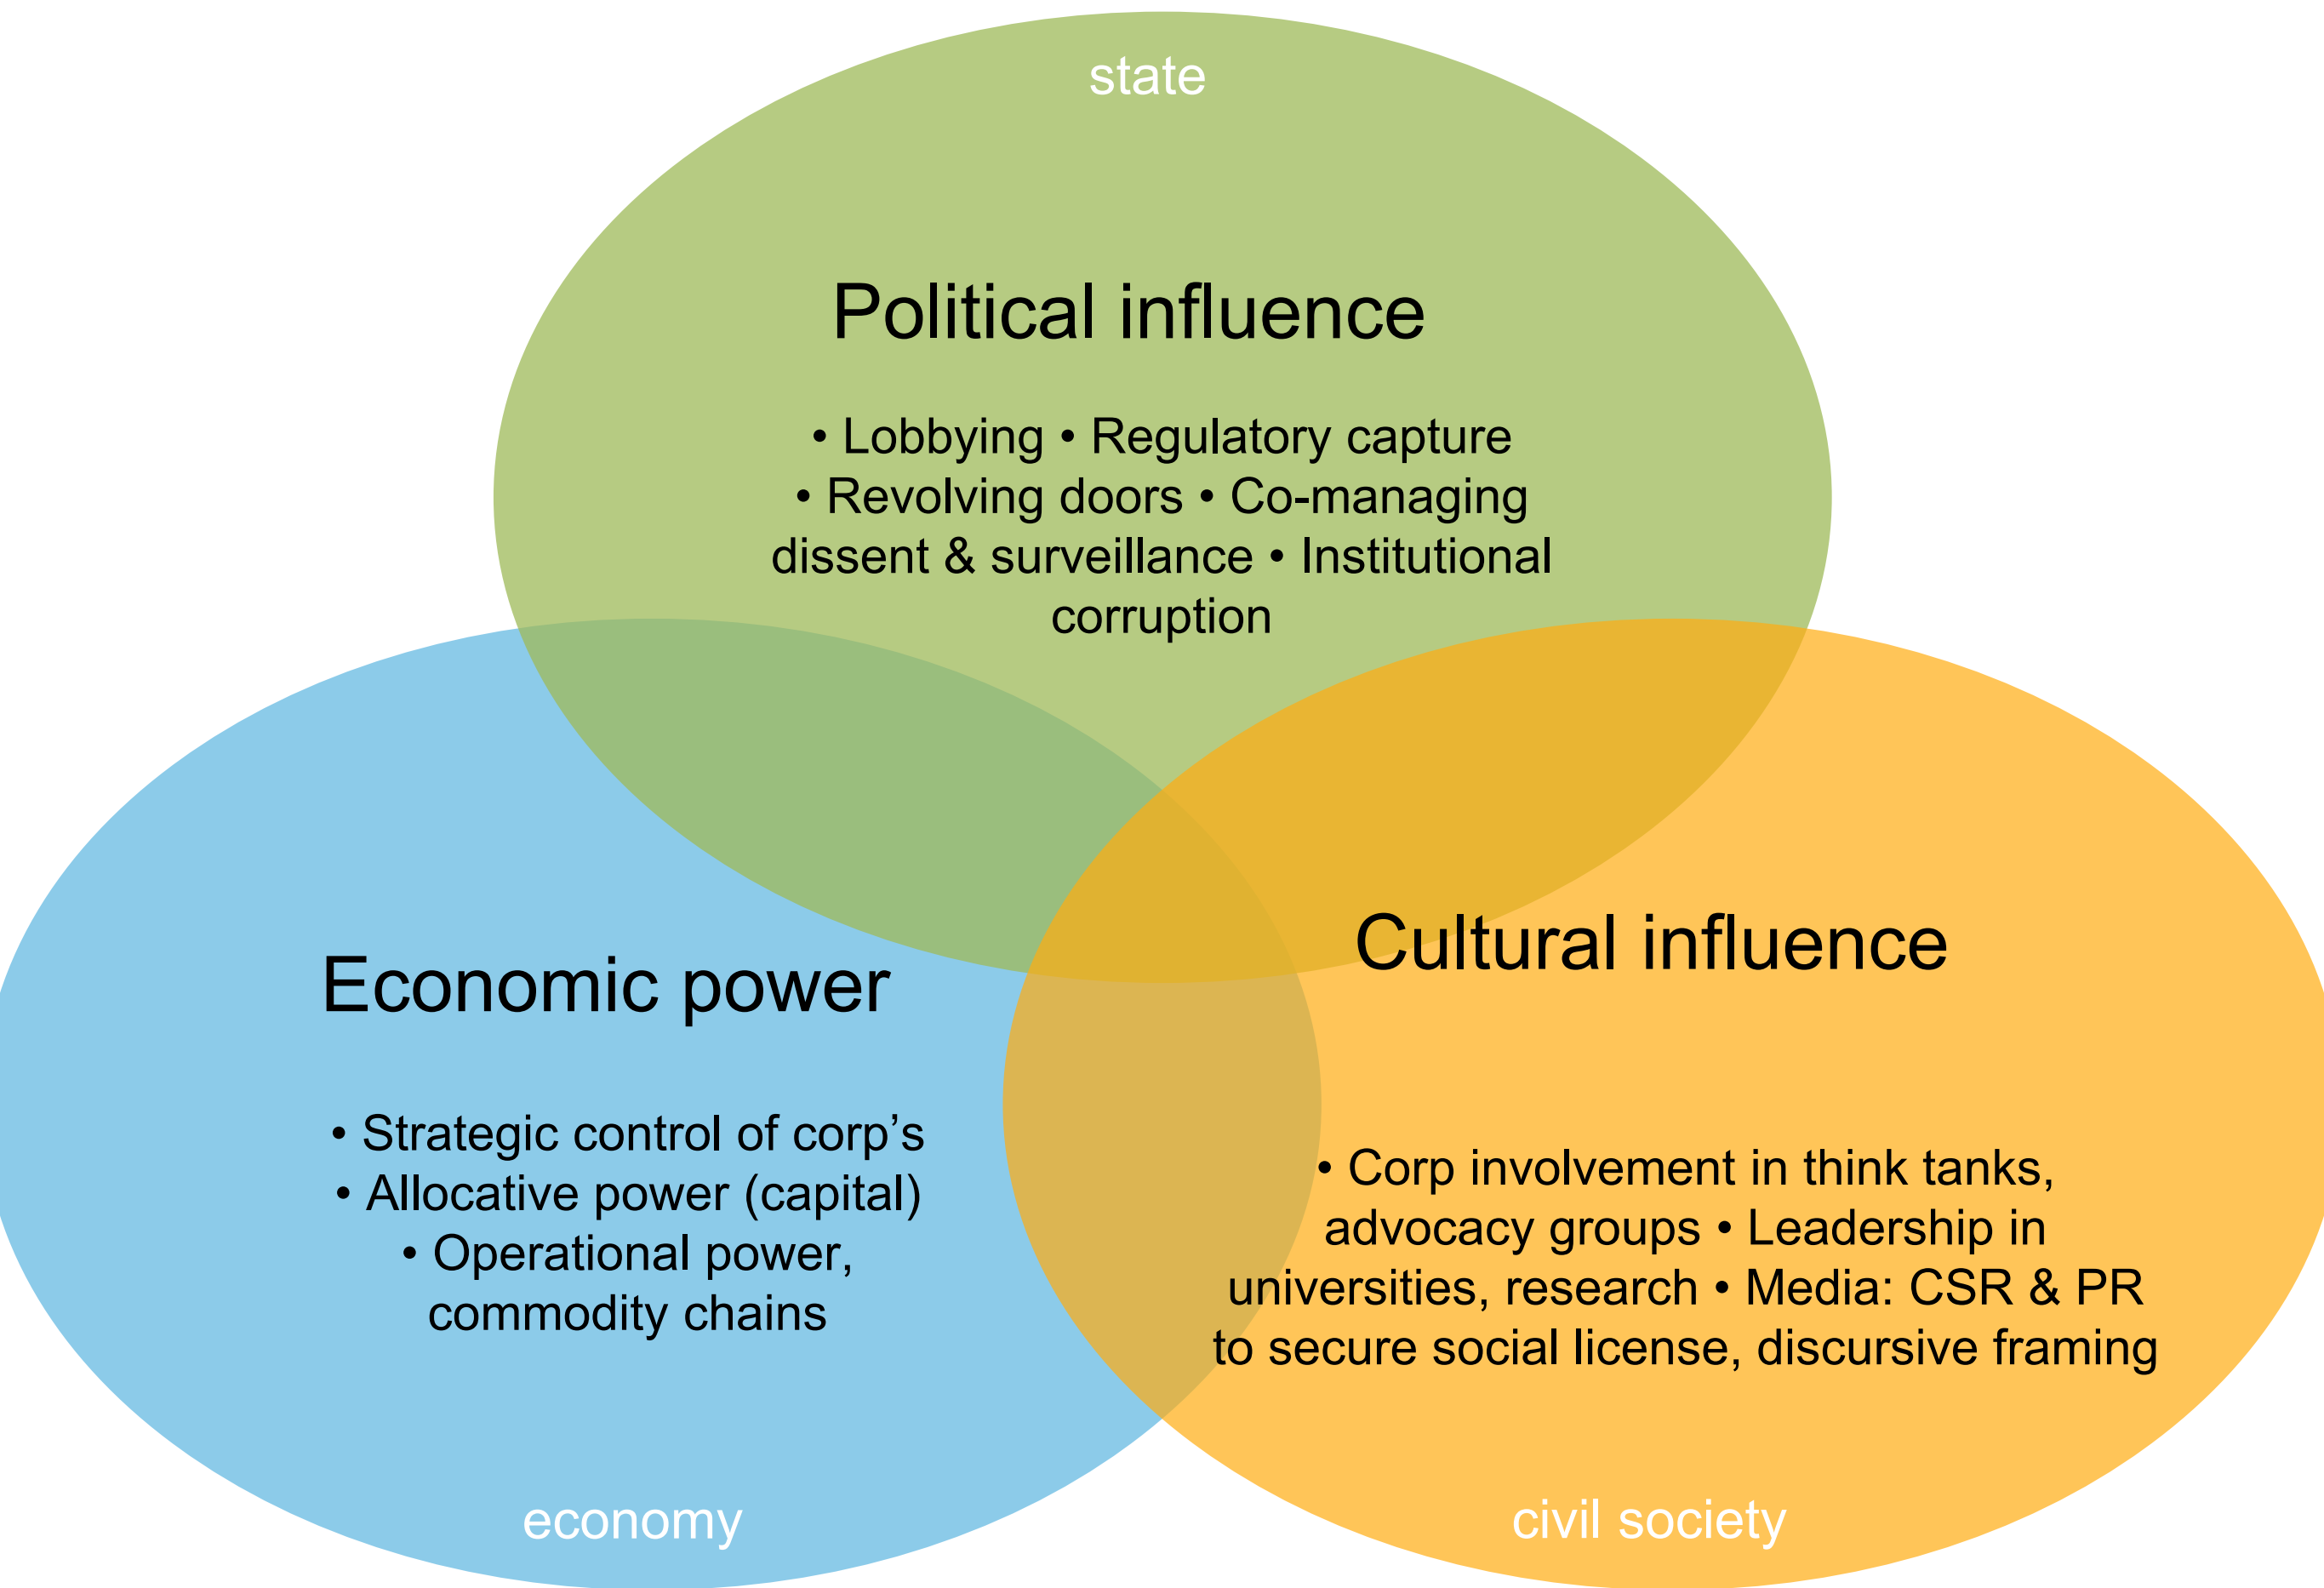 state
Political influence
• Lobbying • Regulatory capture
• Revolving doors • Co-managing
dissent & surveillance • Institutional
corruption
Economic power
• Strategic control of corp’s
• Allocative power (capital)
• Operational power,
commodity chains
economy
Cultural influence
• Corp involvement in think tanks,
advocacy groups • Leadership in
universities, research • Media: CSR & PR
to secure social license, discursive framing
civil society